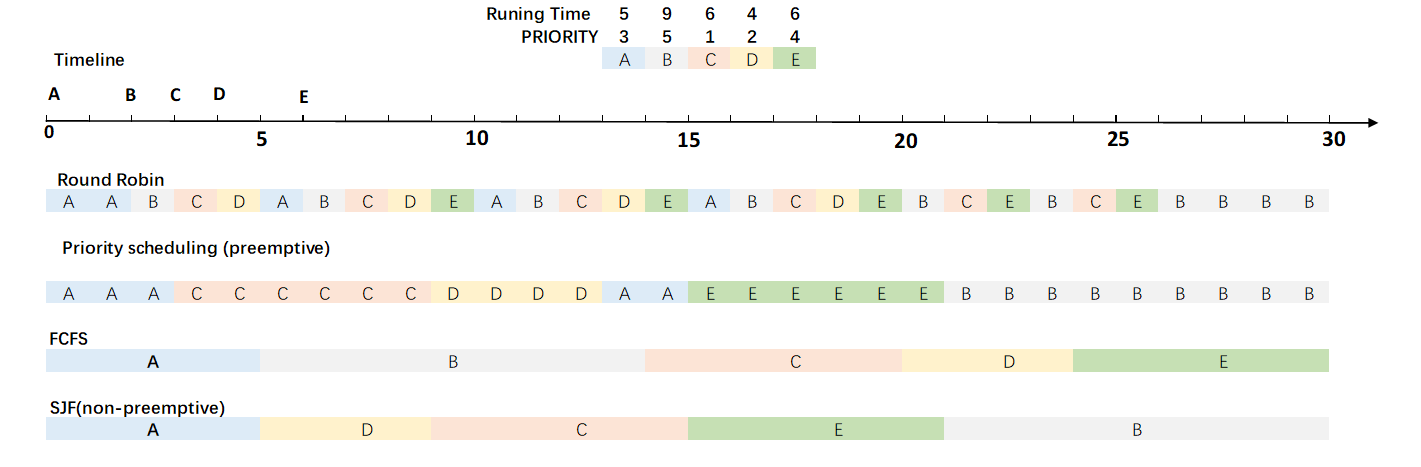 Runing Time 5 9 6 4 6
PRIORITY 3 5 1 2 4
Timeline A B C D E
A B C D E
0 5 10 15 20 25 30
Round Robin
A A B C D A B C D E A B C D E A B C D E B C E B C E B B B B
Priority scheduling (preemptive)
A A A C C C C C C D D D D A A E E E E E E B B B B B B B B B
FCFS
A B C D E
SJF(non-preemptive)
A D C E B